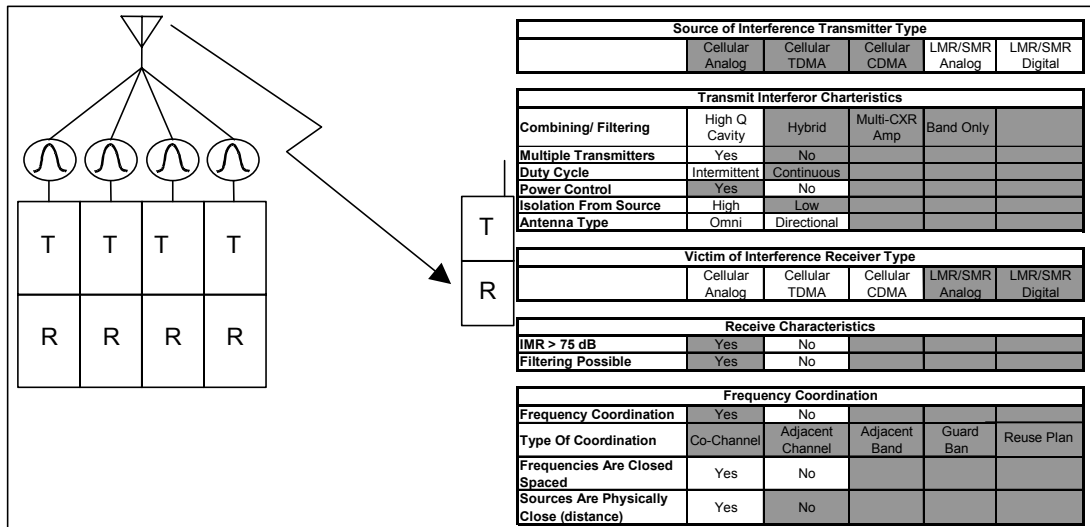 T T T T
R R R R
T
R
Source of Interference Transmitter Type
Cellular Analog Cellular TDMA Cellular CDMA LMR/SMR Analog LMR/SMR Digital
Transmit Interferor Charteristics
Combining/ Filtering High Q Cavity Hybrid Multi-CXR Amp Band Only
Multiple Transmitters Yes No
Duty Cycle Intermittent Continuous
Power Control Yes No
Isolation From Source High Low
Antenna Type Omni Directional
Victim of Interference Receiver Type
Cellular Analog Cellular TDMA Cellular CDMA LMR/SMR Analog LMR/SMR Digital
Receive Characteristics
IMR > 75 dB Yes No
Filtering Possible Yes No
Frequency Coordination
Frequency Coordination Yes No
Type Of Coordination Co-Channel Adjacent Channel Adjacent Band Guard Ban Reuse Plan
Frequencies Are Closed Spaced Yes No
Sources Are Physically Close (distance) Yes No